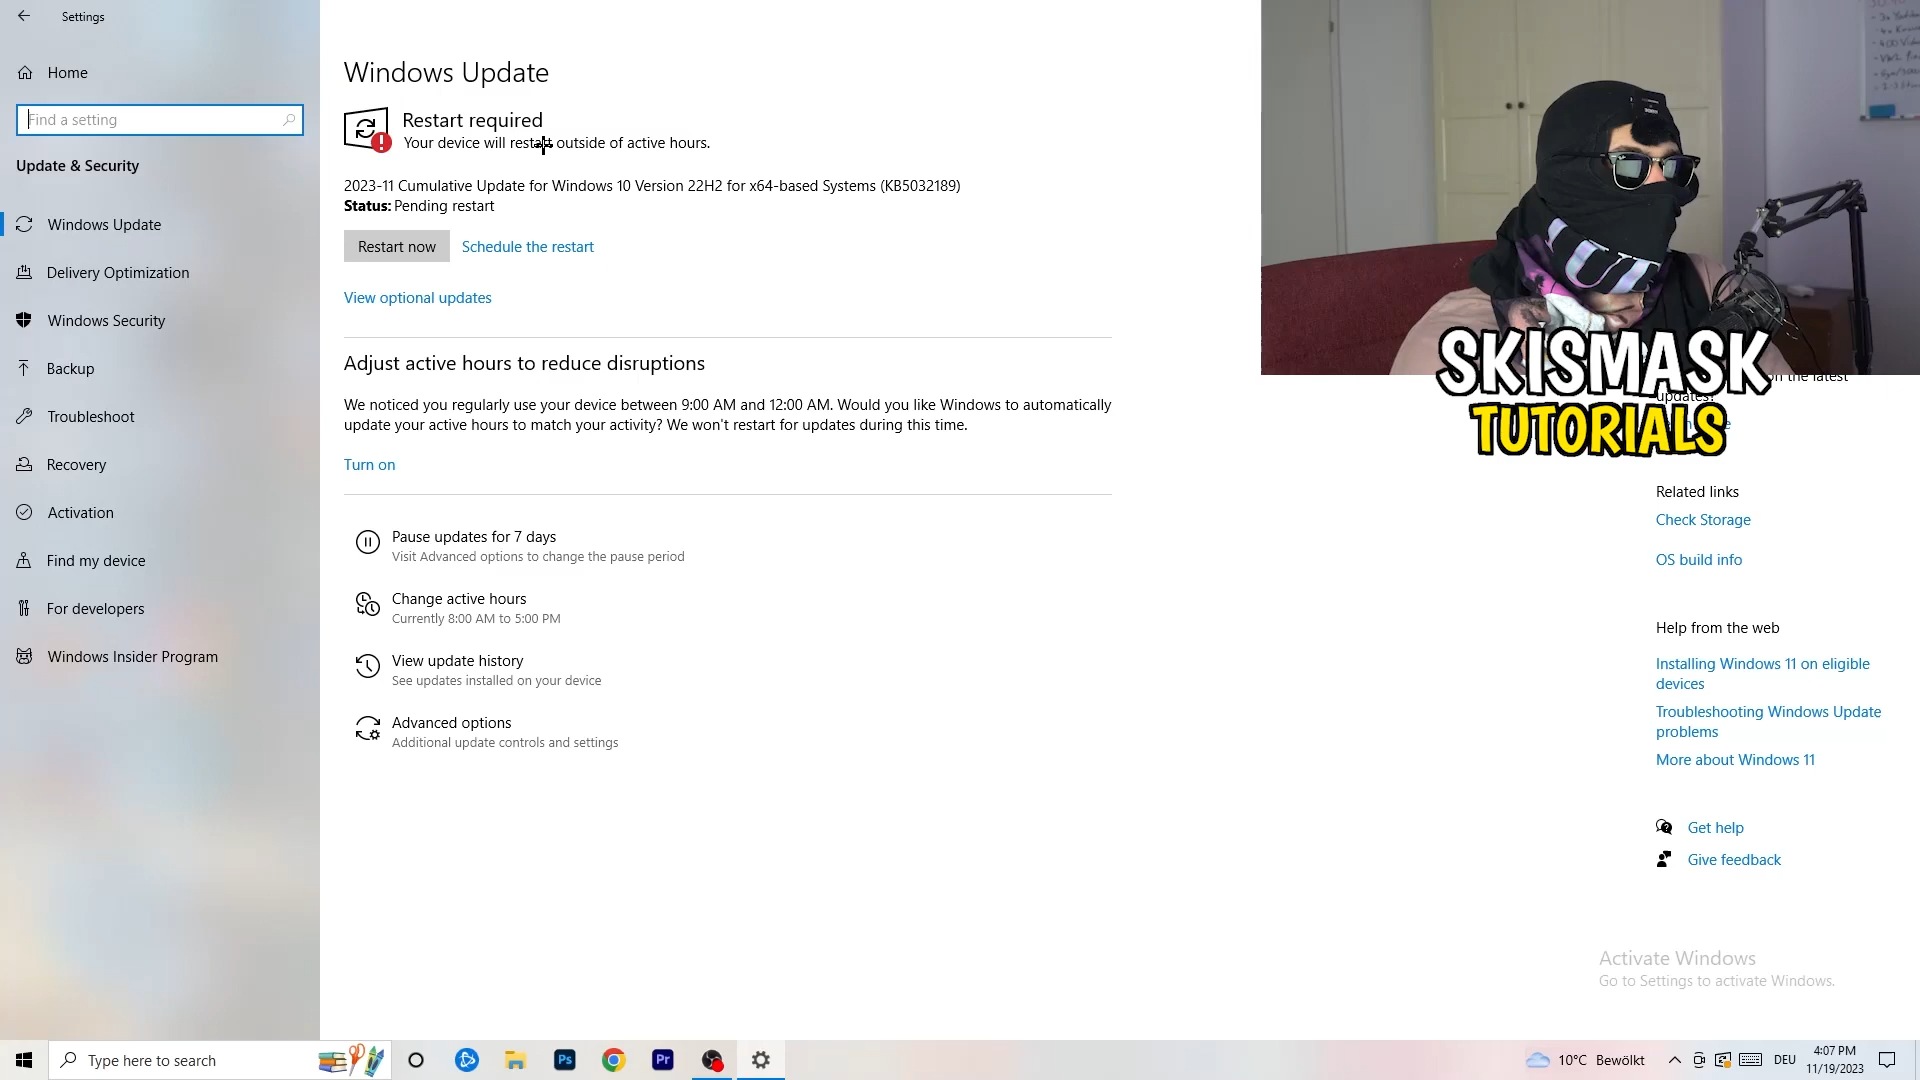 Settings
Home
Find a setting
Update & Security
Windows Update
Delivery Optimization
Windows Security
Backup
Troubleshoot
Recovery
Activation
Find my device
For developers
Windows Insider Program
Windows Update
Restart required
Your device will restart outside of active hours.
2023-11 Cumulative Update for Windows 10 Version 22H2 for x64-based Systems (KB5032189)
Status: Pending restart
Restart now
Schedule the restart
View optional updates
Adjust active hours to reduce disruptions
We noticed you regularly use your device between 9:00 AM and 12:00 AM. Would you like Windows to automatically
update your active hours to match your activity? We won't restart for updates during this time.
Turn on
Pause updates for 7 days
Visit Advanced options to change the pause period
Change active hours
Currently 8:00 AM to 5:00 PM
View update history
See updates installed on your device
Advanced options
Additional update controls and settings
SKISMASK
TUTORIALS
on the latest
updates?
Related links
Check Storage
OS build info
Help from the web
Installing Windows 11 on eligible
devices
Troubleshooting Windows Update
problems
More about Windows 11
Get help
Give feedback
Activate Windows
Go to Settings to activate Windows.
Type here to search
Ps
Pr
10°C Bewölkt
DEU
4:07 PM
11/19/2023